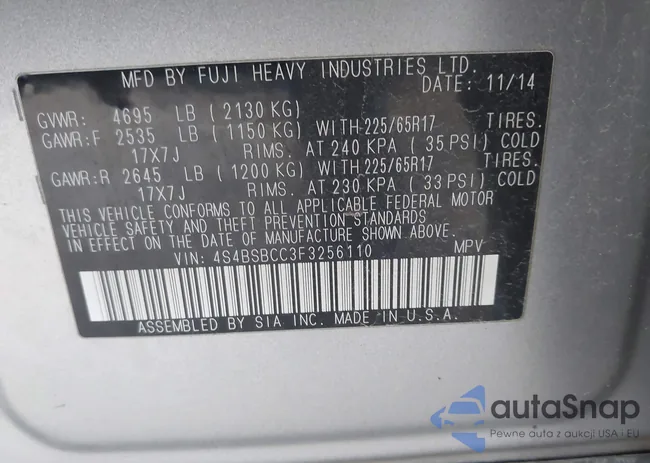 MFD BY FUJI HEAVY INDUSTRIES LTD.
DATE: 11/14
GVWR: 4695 LB (2130 KG)
GAWR:F 2535 LB (1150 KG) WITH 225/65R17 TIRES.
17X7J RIMS. AT 240 KPA (35 PSI) COLD
GAWR:R 2645 LB (1200 KG) WITH 225/65R17 TIRES.
17X7J RIMS. AT 230 KPA (33 PSI) COLD
THIS VEHICLE CONFORMS TO ALL APPLICABLE FEDERAL MOTOR
VEHICLE SAFETY AND THEFT PREVENTION STANDARDS
IN EFFECT ON THE DATE OF MANUFACTURE SHOWN ABOVE.
VIN: 4S4BSBCC3F3256110 MPV
ASSEMBLED BY SIA INC. MADE IN U.S.A.
autaSnap
Pewne auta z aukcji USA i EU